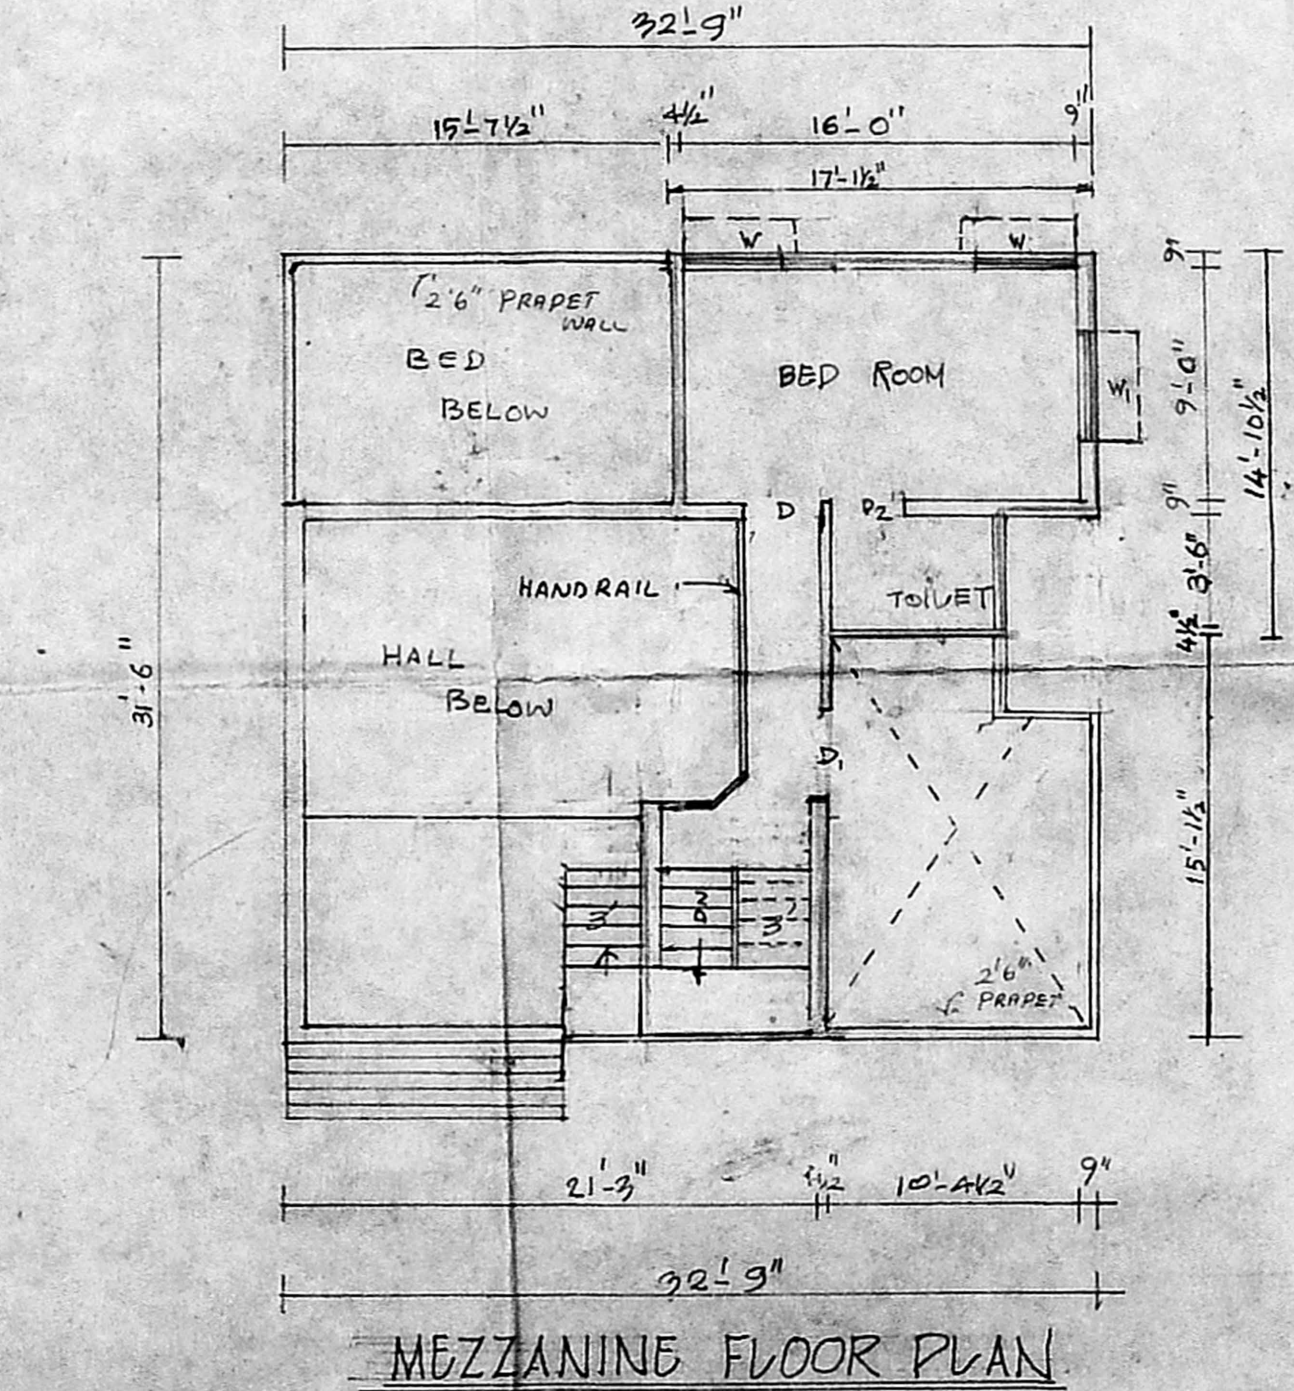 32'-9"
15'-7½"
4½"
16'-0"
9"
17'-1½"
W
W
9"
2'6" PRAPET
WALL
BED
BELOW
BED ROOM
W1
9'-0"
14'-10½"
9"
D
D2
HANDRAIL
TOILET
3'-6"
4½"
31'-6"
HALL
BELOW
D1
15'-1½"
3'
3'
2'6"
PRAPET
21'-3"
4½"
10'-4½"
9"
32'-9"
MEZZANINE FLOOR PLAN